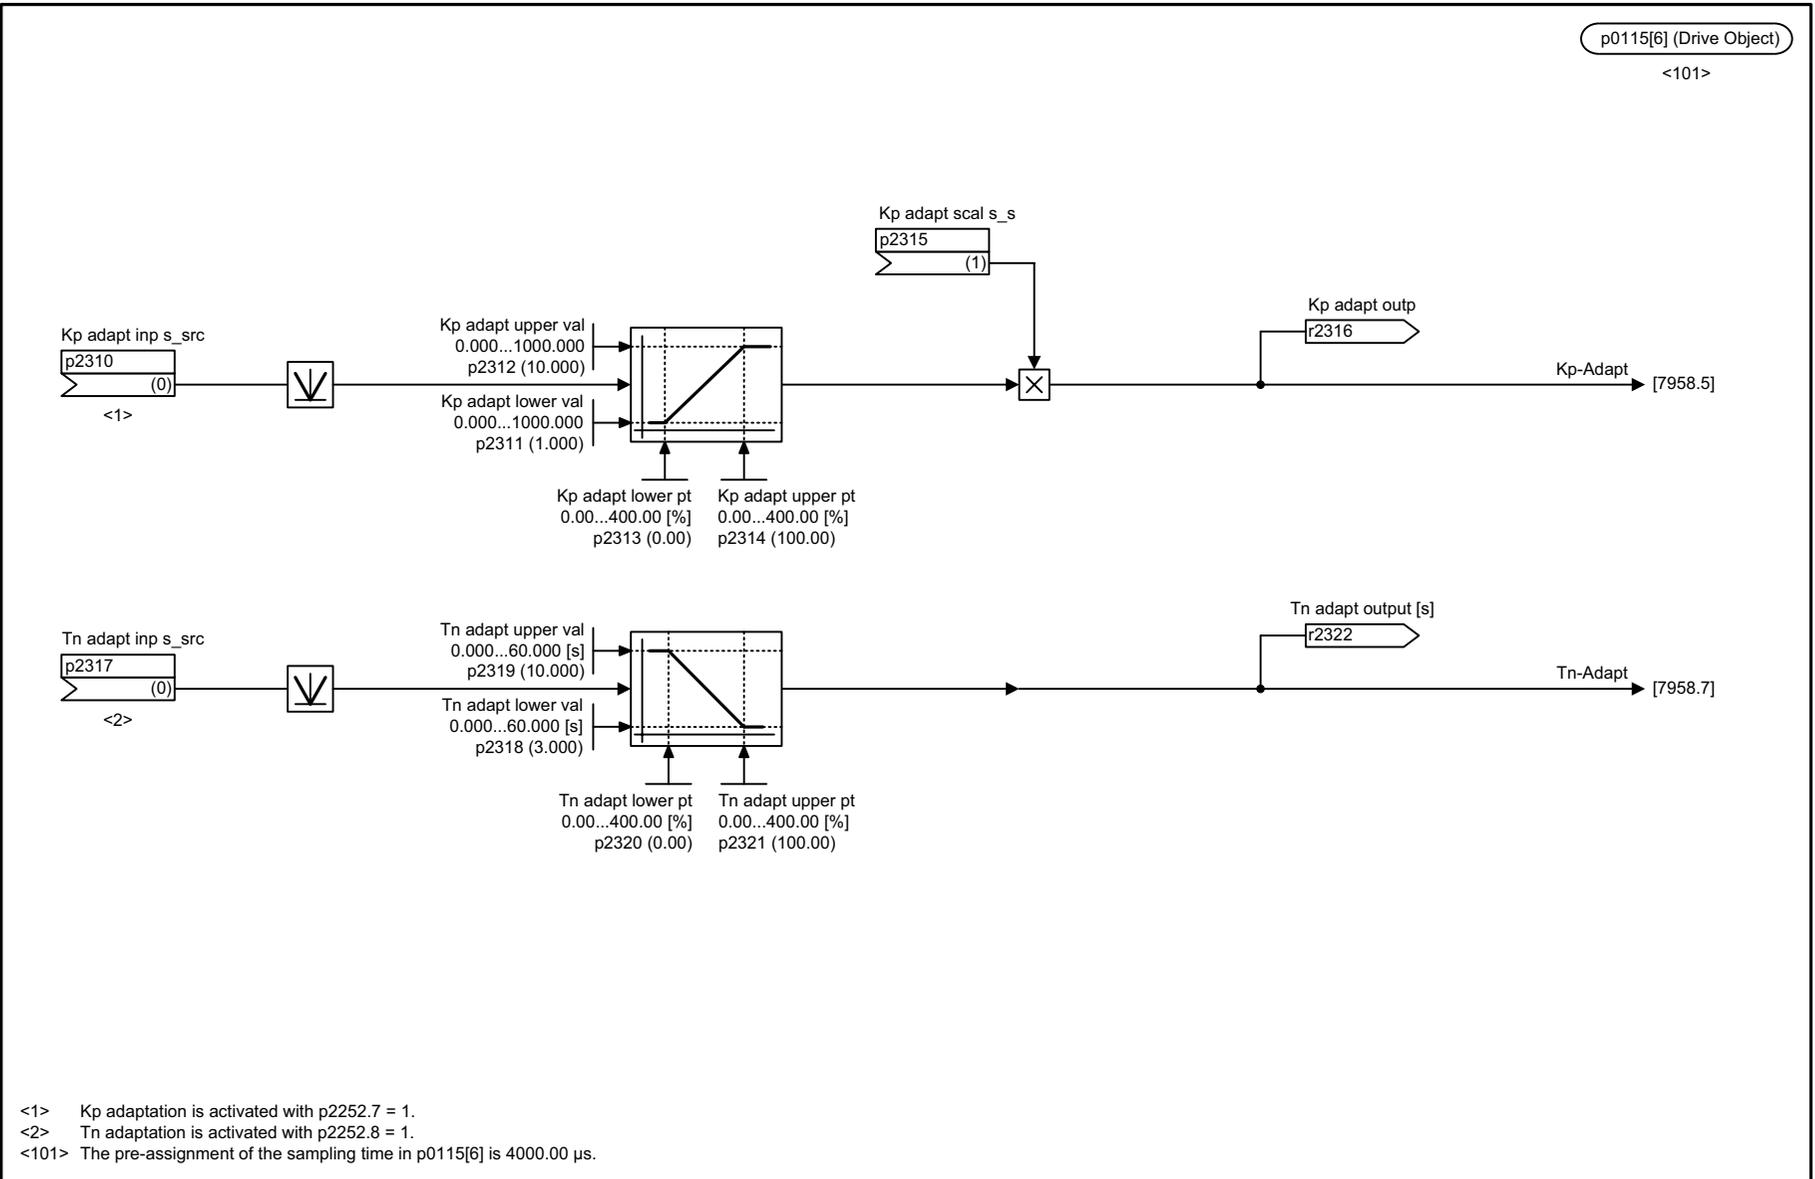 p0115[6] (Drive Object)
<101>
Kp adapt scal s_s
p2315
(1)
Kp adapt inp s_src
p2310
(0)
<1>
Kp adapt upper val
0.000...1000.000
p2312 (10.000)
Kp adapt lower val
0.000...1000.000
p2311 (1.000)
Kp adapt lower pt
0.00...400.00 [%]
p2313 (0.00)
Kp adapt upper pt
0.00...400.00 [%]
p2314 (100.00)
Kp adapt outp
r2316
Kp-Adapt
[7958.5]
Tn adapt inp s_src
p2317
(0)
<2>
Tn adapt upper val
0.000...60.000 [s]
p2319 (10.000)
Tn adapt lower val
0.000...60.000 [s]
p2318 (3.000)
Tn adapt lower pt
0.00...400.00 [%]
p2320 (0.00)
Tn adapt upper pt
0.00...400.00 [%]
p2321 (100.00)
Tn adapt output [s]
r2322
Tn-Adapt
[7958.7]
<1> Kp adaptation is activated with p2252.7 = 1.
<2> Tn adaptation is activated with p2252.8 = 1.
<101> The pre-assignment of the sampling time in p0115[6] is 4000.00 µs.